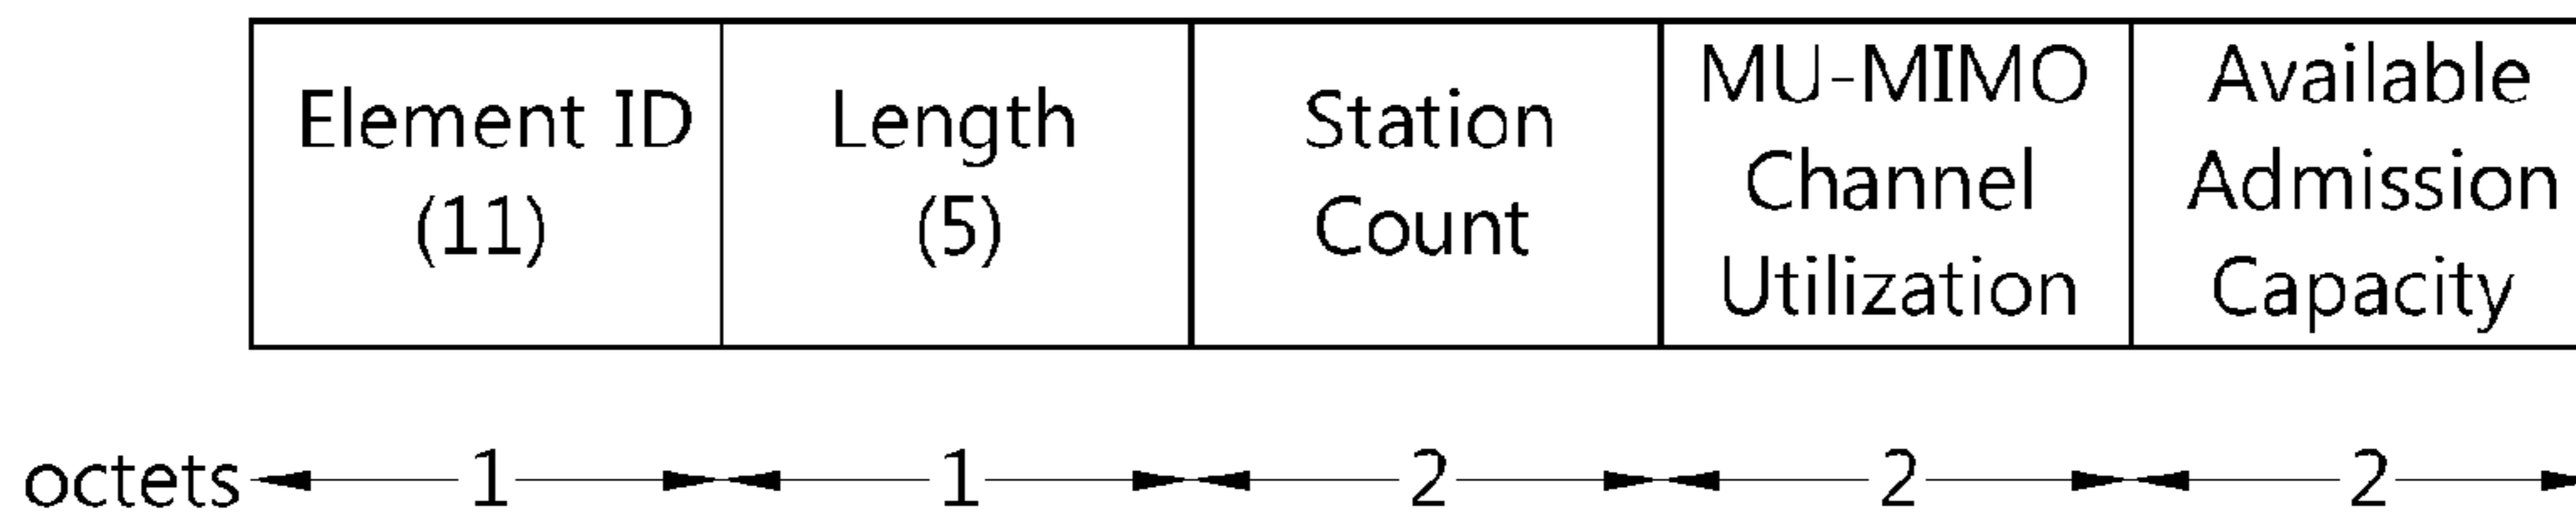 Element ID
(11)
Length
(5)
Station
Count
MU-MIMO
Channel
Utilization
Available
Admission
Capacity
octets 1 1 2 2 2